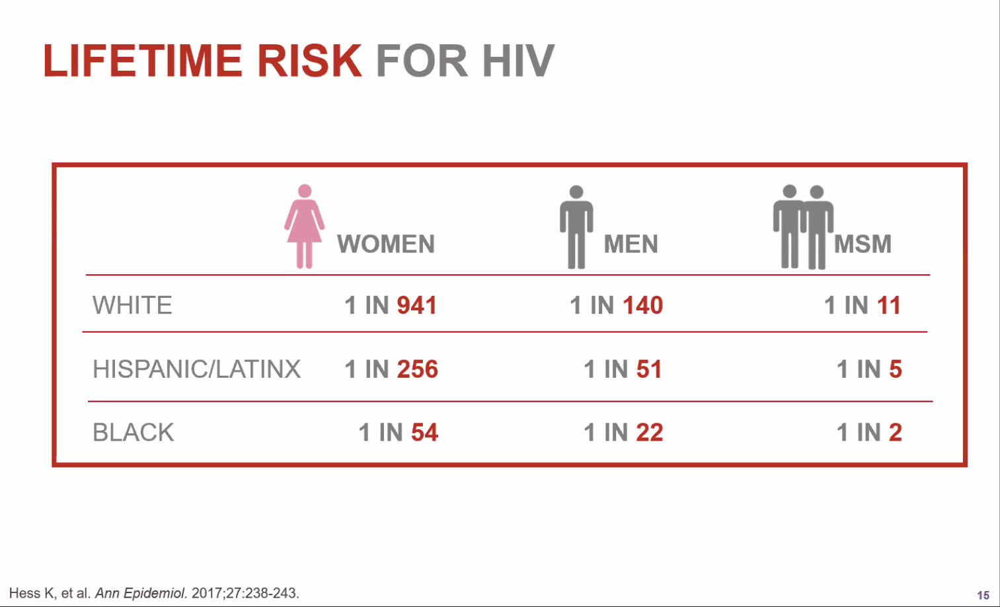 LIFETIME RISK FOR HIV
WOMEN MEN MSM
WHITE 1 IN 941 1 IN 140 1 IN 11
HISPANIC/LATINX 1 IN 256 1 IN 51 1 IN 5
BLACK 1 IN 54 1 IN 22 1 IN 2
Hess K, et al. Ann Epidemiol. 2017;27:238-243.
15